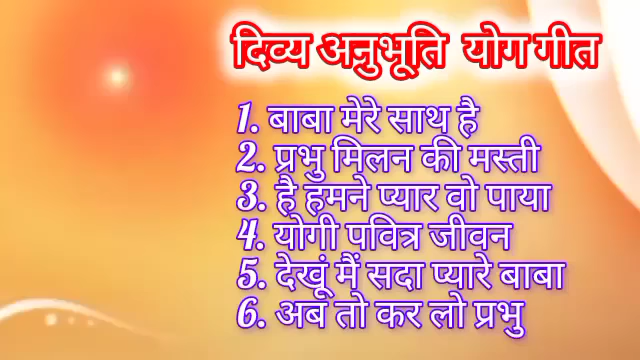 दिव्य अनुभूति योग गीत
1. बाबा मेरे साथ है
2. प्रभु मिलन की मस्ती
3. है हमने प्यार वो पाया
4. योगी पवित्र जीवन
5. देखूं मैं सदा प्यारे बाबा
6. अब तो कर लो प्रभु